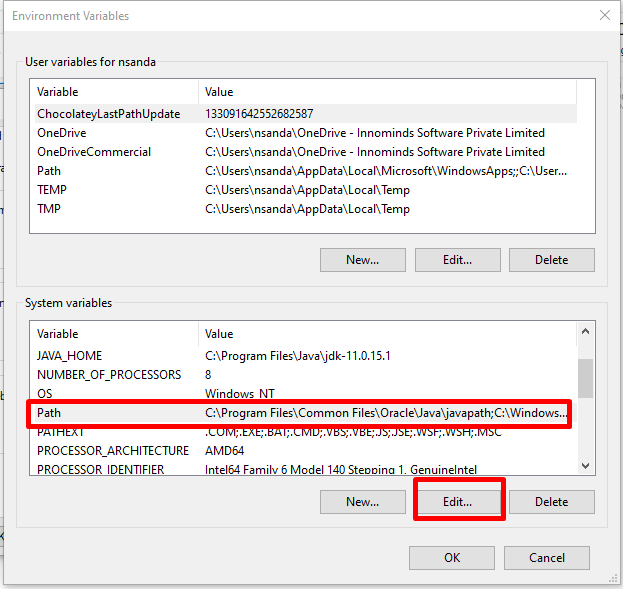 Environment Variables
User variables for nsanda
Variable Value
ChocolateyLastPathUpdate 133091642552682587
OneDrive C:\Users\nsanda\OneDrive - Innominds Software Private Limited
OneDriveCommercial C:\Users\nsanda\OneDrive - Innominds Software Private Limited
Path C:\Users\nsanda\AppData\Local\Microsoft\WindowsApps;;C:\User...
TEMP C:\Users\nsanda\AppData\Local\Temp
TMP C:\Users\nsanda\AppData\Local\Temp
New... Edit... Delete
System variables
Variable Value
JAVA_HOME C:\Program Files\Java\jdk-11.0.15.1
NUMBER_OF_PROCESSORS 8
OS Windows_NT
Path C:\Program Files\Common Files\Oracle\Java\javapath;C:\Windows...
PATHEXT .COM;.EXE;.BAT;.CMD;.VBS;.VBE;.JS;.JSE;.WSF;.WSH;.MSC
PROCESSOR_ARCHITECTURE AMD64
PROCESSOR_IDENTIFIER Intel64 Family 6 Model 140 Stepping 1, GenuineIntel
New... Edit... Delete
OK Cancel